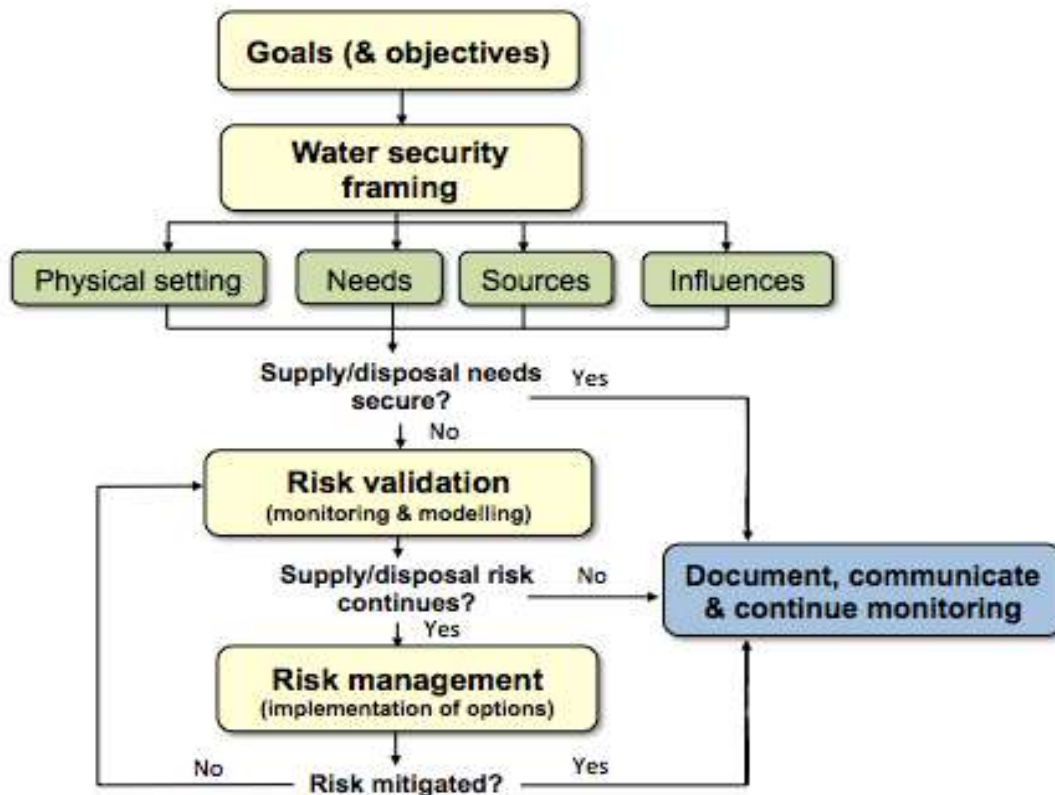 Goals (& objectives)
Water security
framing
Physical setting
Needs
Sources
Influences
Supply/disposal needs
secure?
Yes
No
Risk validation
(monitoring & modelling)
Supply/disposal risk
continues?
No
Document, communicate
& continue monitoring
Yes
Risk management
(implementation of options)
No
Risk mitigated?
Yes